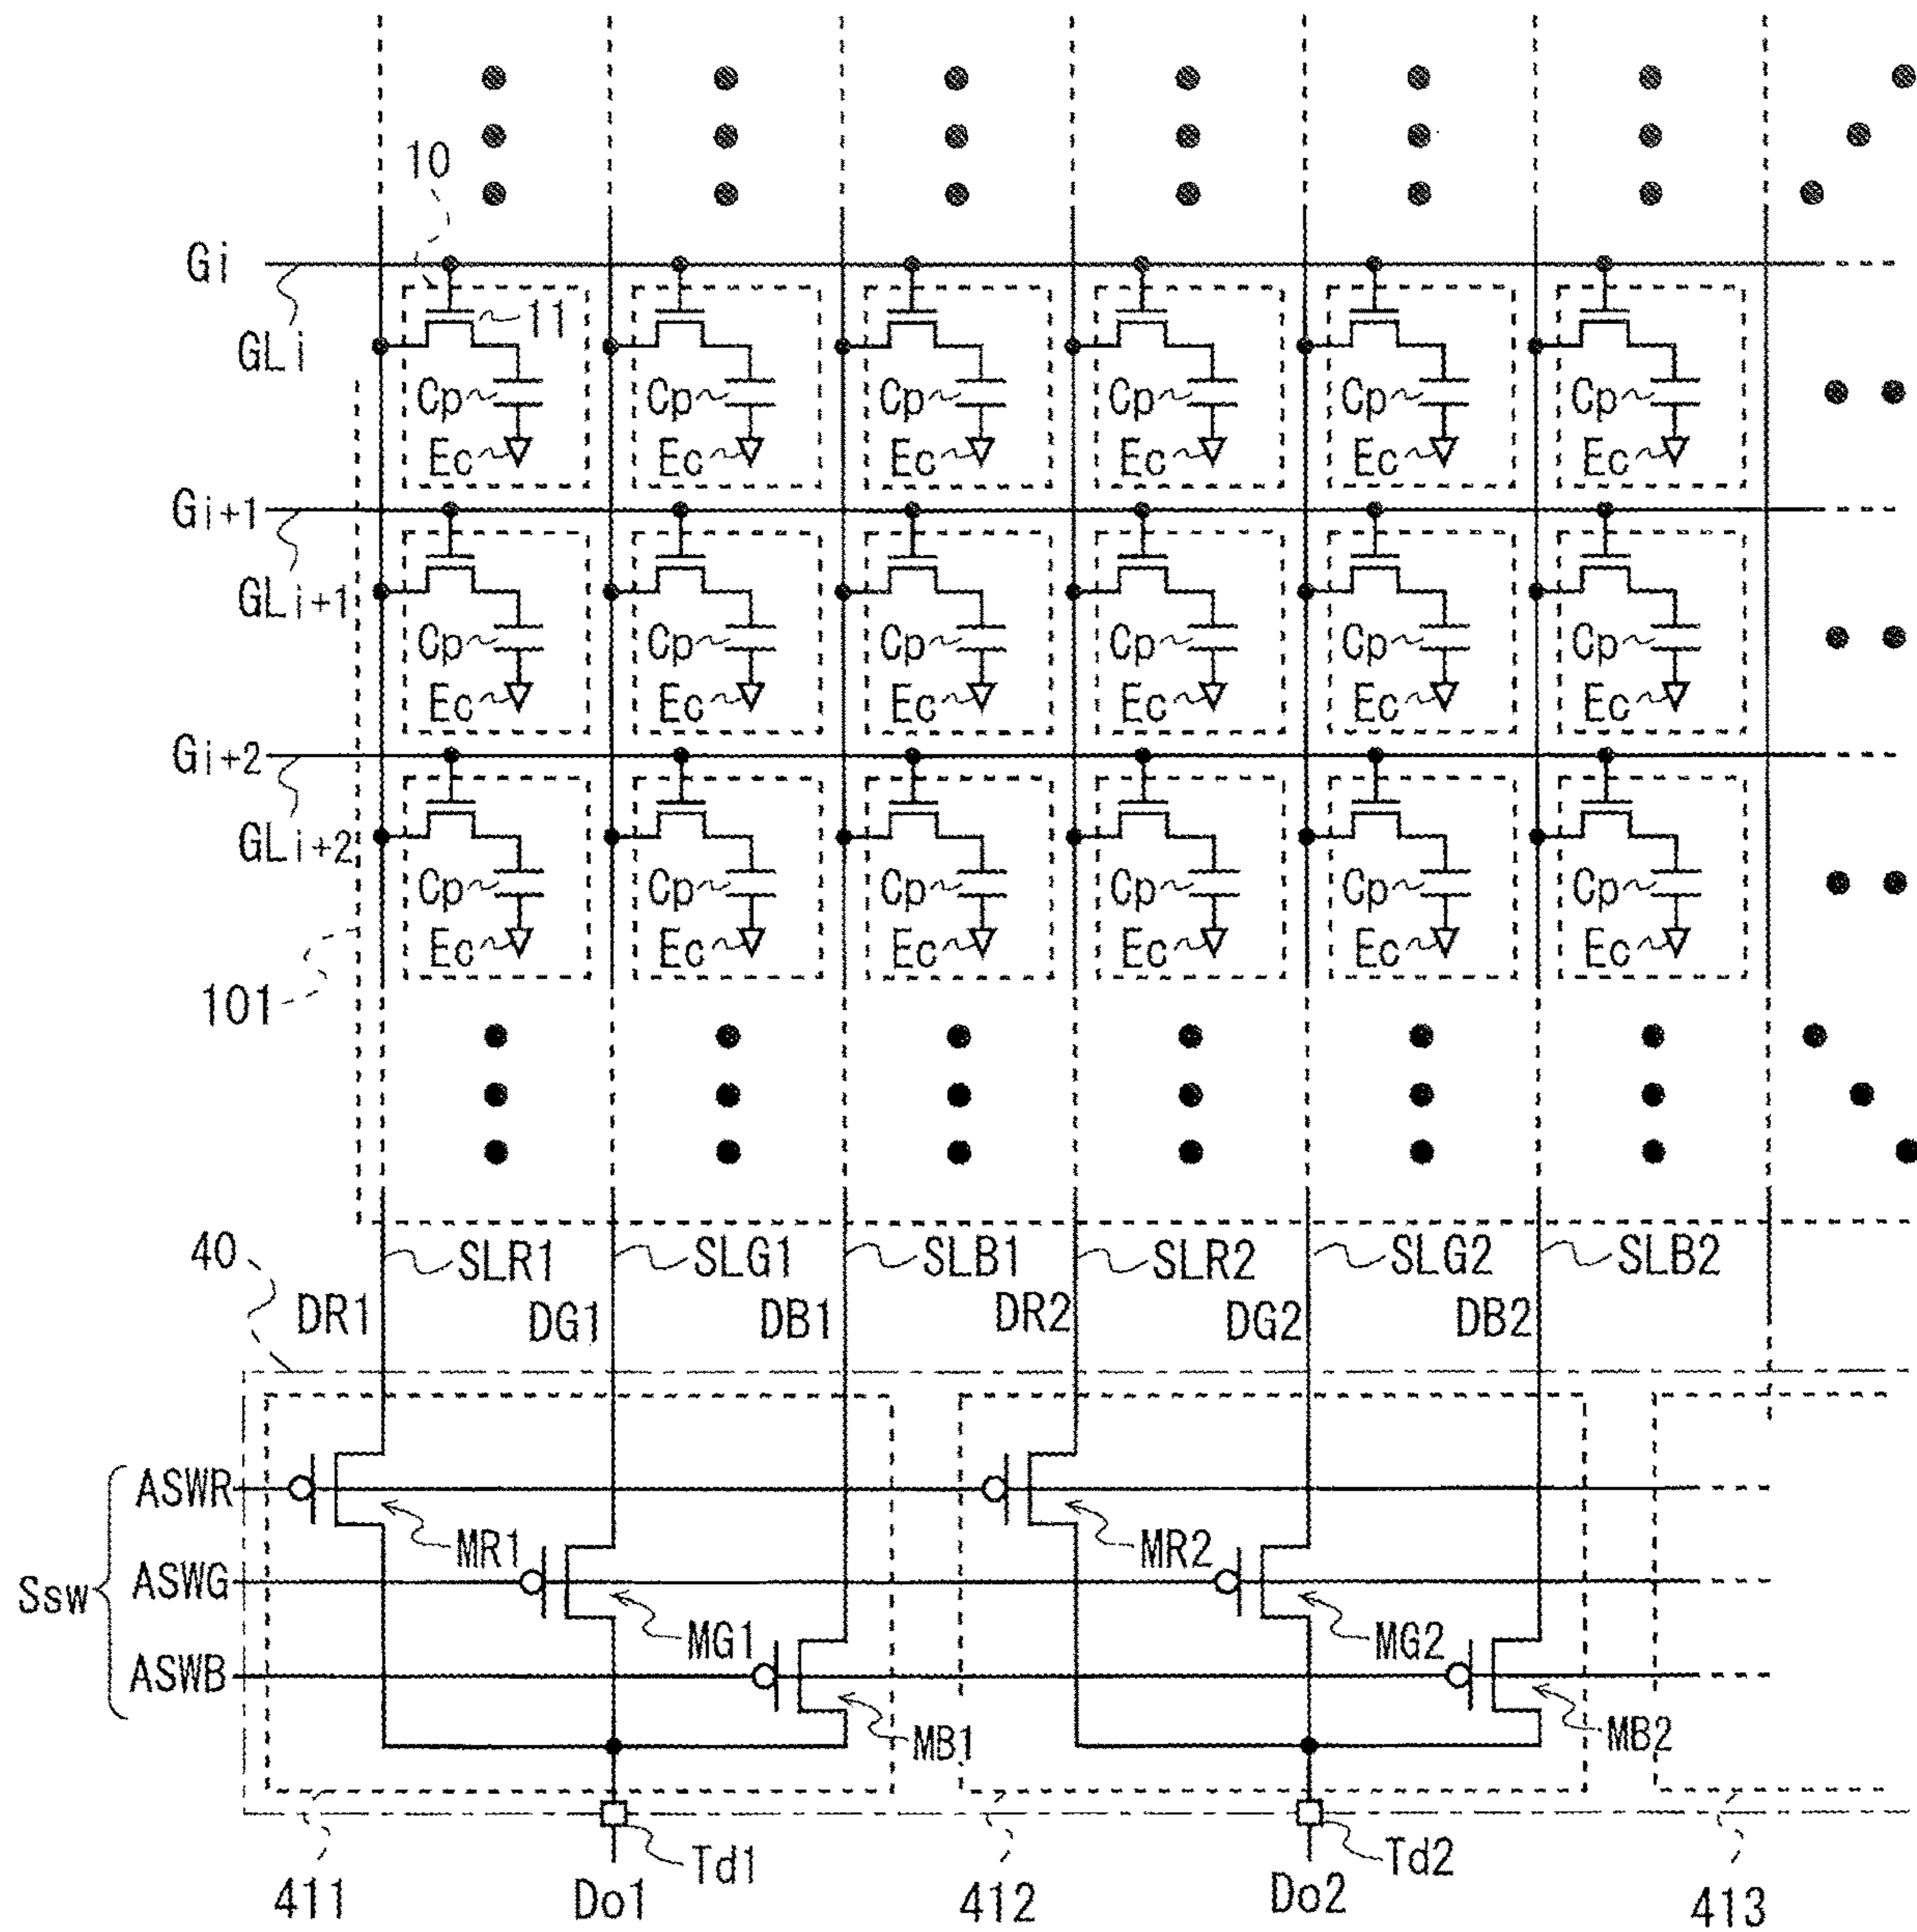 10
Gi
11
GLi
Cp Cp Cp Cp Cp Cp
Ec Ec Ec Ec Ec Ec
Gi+1
GLi+1
Cp Cp Cp Cp Cp Cp
Ec Ec Ec Ec Ec Ec
Gi+2
GLi+2
Cp Cp Cp Cp Cp Cp
Ec Ec Ec Ec Ec Ec
101
40 SLR1 SLG1 SLB1 SLR2 SLG2 SLB2
DR1 DG1 DB1 DR2 DG2 DB2
ASWR
MR1 MR2
Ssw ASWG
MG1 MG2
ASWB
MB1 MB2
Td1 Td2
411 Do1 412 Do2 413